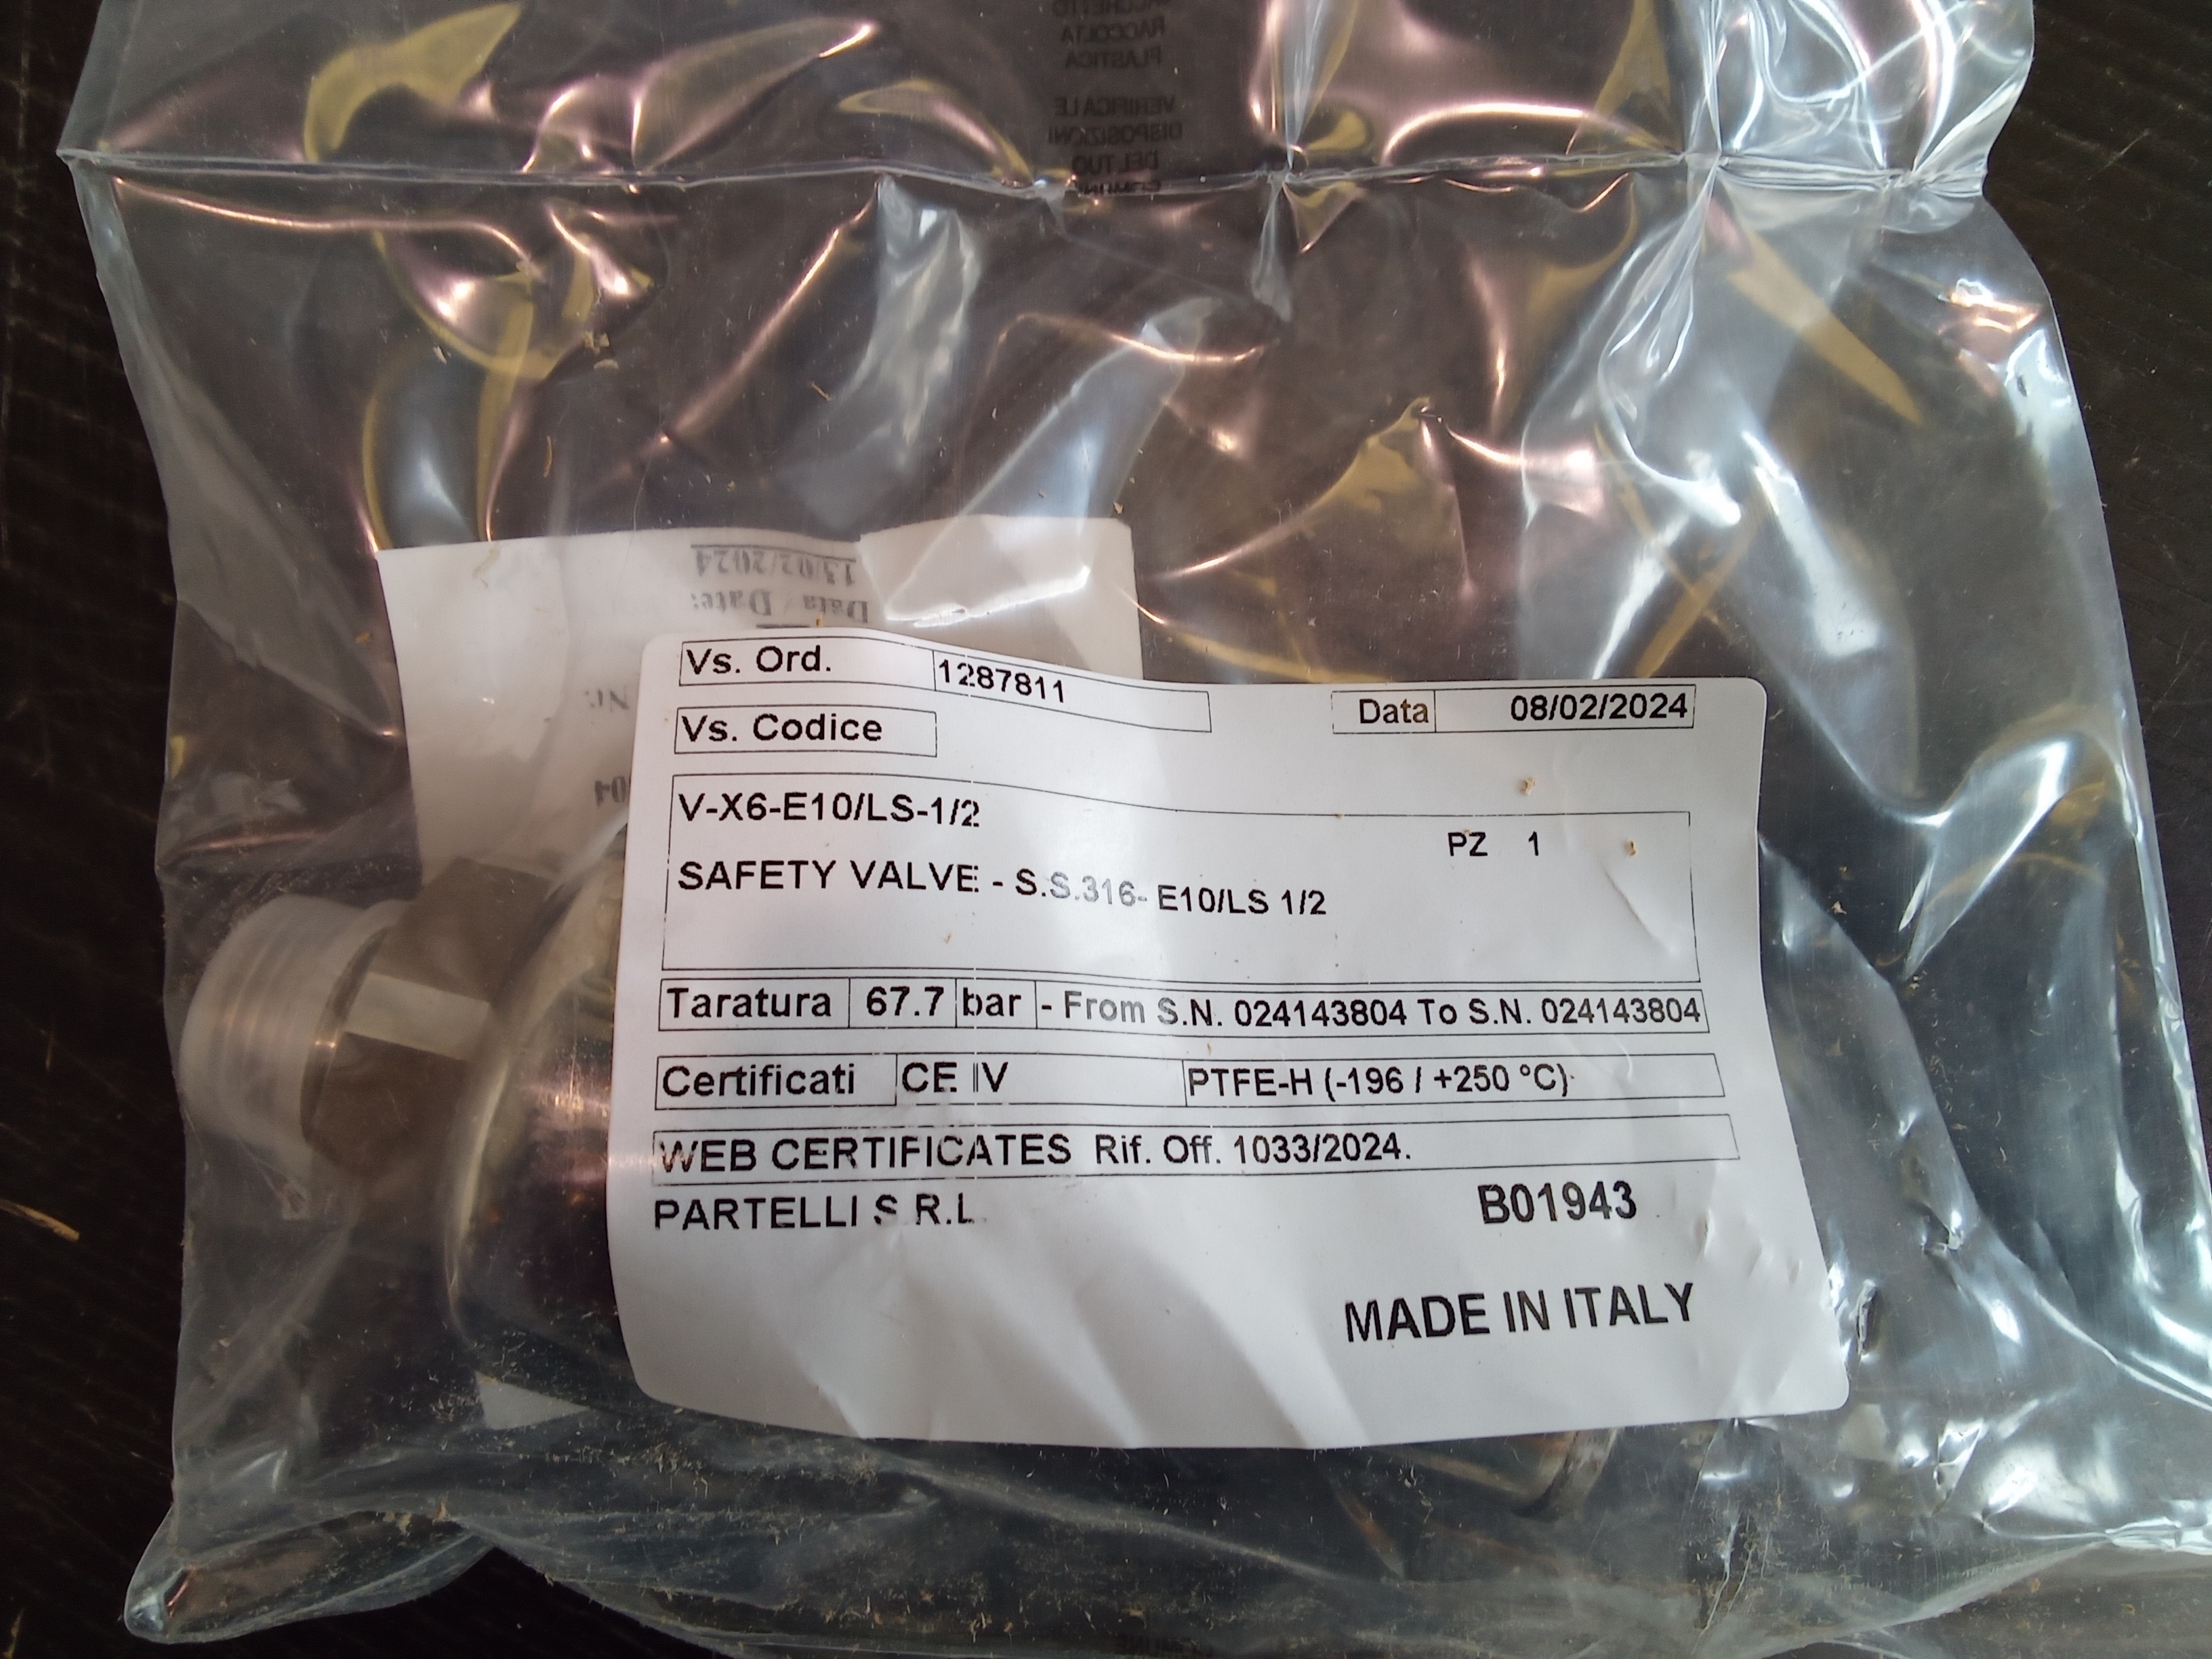 SACCHETTO
RACCOLTA
PLASTICA
VERIFICA LE
DISPOSIZIONI
DEL TUO
13/02/2024
Data / Date:
Nr.
Vs. Ord. 1287811
Data 08/02/2024
Vs. Codice
V-X6-E10/LS-1/2
PZ 1
SAFETY VALVE - S.S.316- E10/LS 1/2
Taratura 67.7 bar - From S.N. 024143804 To S.N. 024143804
Certificati CE IV PTFE-H (-196 / +250 °C)
WEB CERTIFICATES Rif. Off. 1033/2024.
PARTELLI S R.L
B01943
MADE IN ITALY